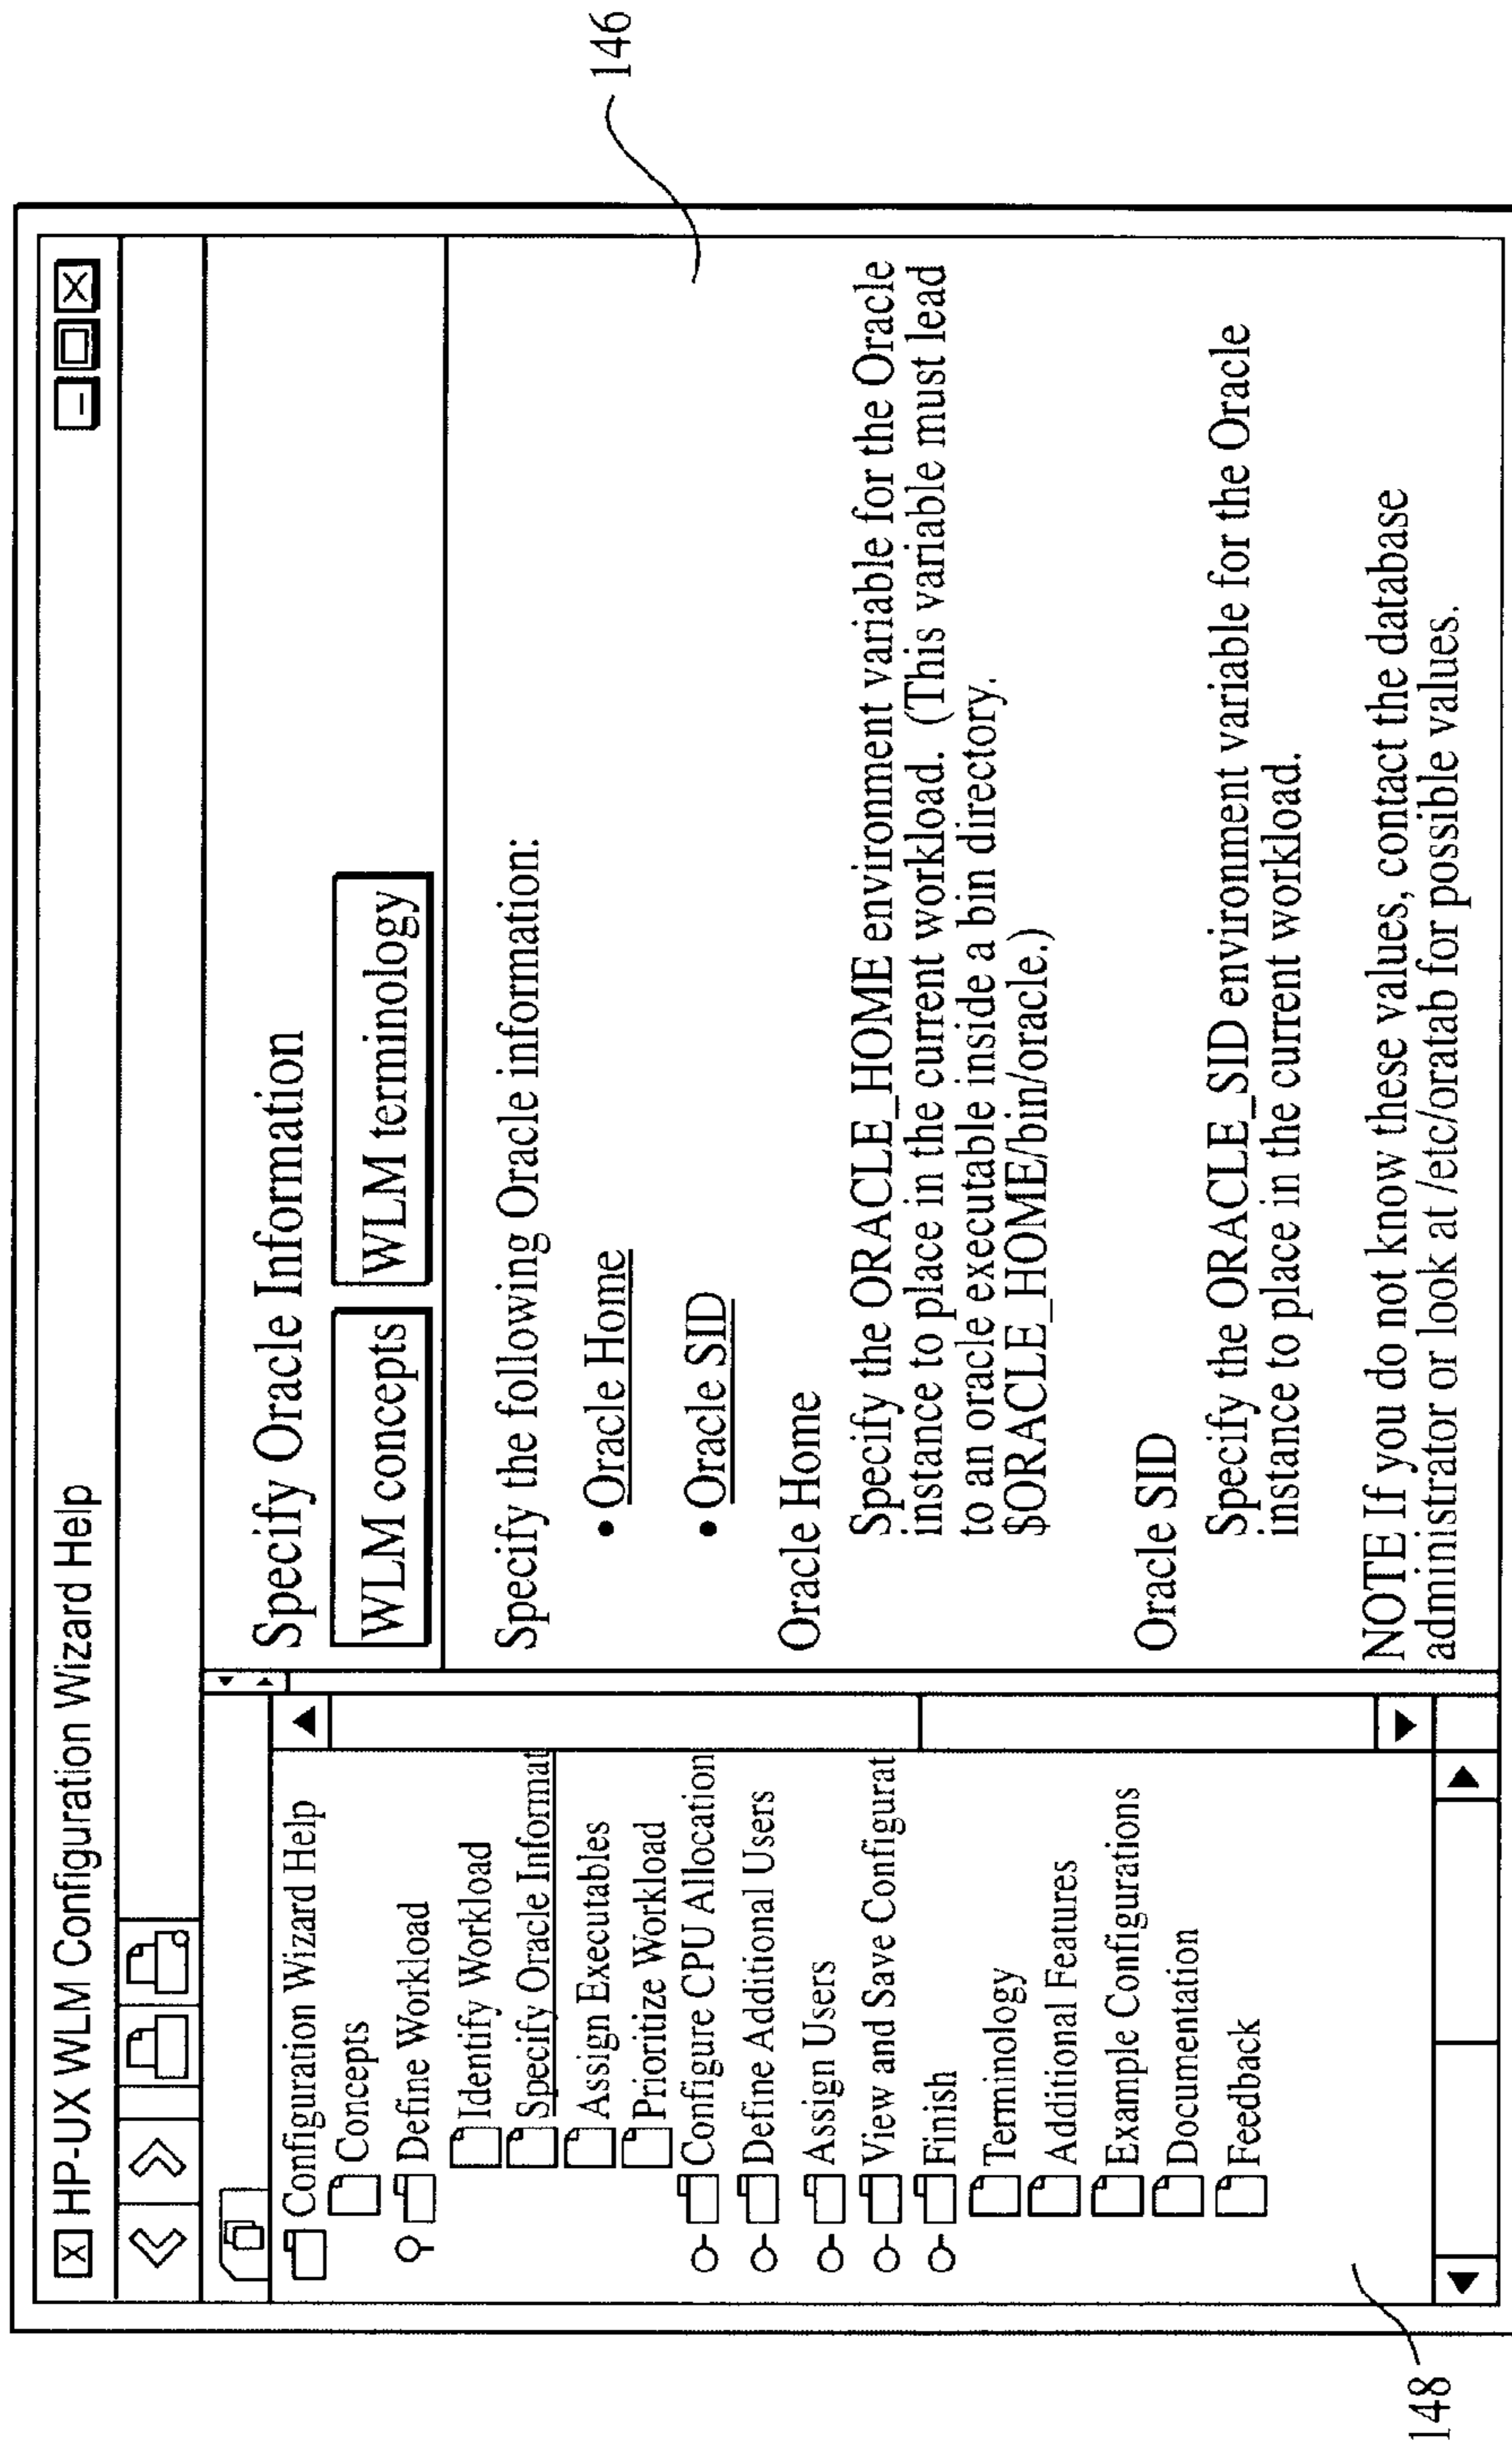 HP-UX WLM Configuration Wizard Help
Configuration Wizard Help
Concepts
Define Workload
Identify Workload
Specify Oracle Informat
Assign Executables
Prioritize Workload
Configure CPU Allocation
Define Additional Users
Assign Users
View and Save Configurat
Finish
Terminology
Additional Features
Example Configurations
Documentation
Feedback
148
Specify Oracle Information
WLM concepts
WLM terminology
Specify the following Oracle information:
• Oracle Home
• Oracle SID
Oracle Home
Specify the ORACLE_HOME environment variable for the Oracle
instance to place in the current workload. (This variable must lead
to an oracle executable inside a bin directory.
$ORACLE_HOME/bin/oracle.)
Oracle SID
Specify the ORACLE_SID environment variable for the Oracle
instance to place in the current workload.
NOTE If you do not know these values, contact the database
administrator or look at /etc/oratab for possible values.
146